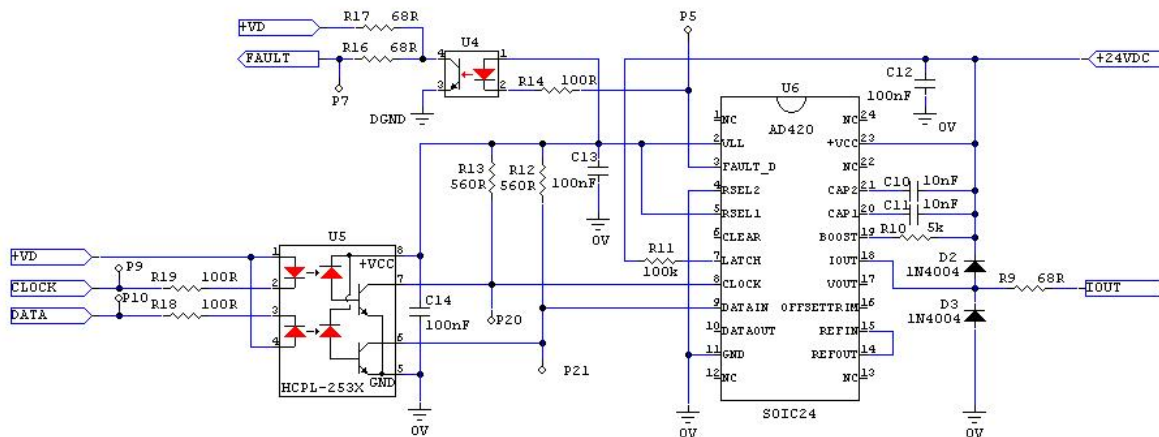 R17 68R
+VD
R16 68R
FAULT
P7
U4
4 1
3 2
DGND
R14 100R
P5
+24VDC
C12
100nF
0V
U6
AD420
1 NC NC 24
2 VLL +VCC 23
3 FAULT_D NC 22
4 RSEL2 CAP2 21
5 RSEL1 CAP1 20
6 CLEAR BOOST 19
7 LATCH IOUT 18
8 CLOCK VOUT 17
9 DATAIN OFFSETTRIM 16
10 DATAOUT REFIN 15
11 GND REFOUT 14
12 NC NC 13
SOIC24
C10 10nF
C11 10nF
R10 5k
D2
1N4004
R9 68R
IOUT
D3
1N4004
0V
R13
560R
R12
560R
C13
100nF
0V
R11
100k
0V
+VD
P9
CLOCK
R19 100R
P10
DATA
R18 100R
U5
1 8
+VCC
2 7
3 6
4 5
GND
HCPL-253X
C14
100nF
0V
P20
P21